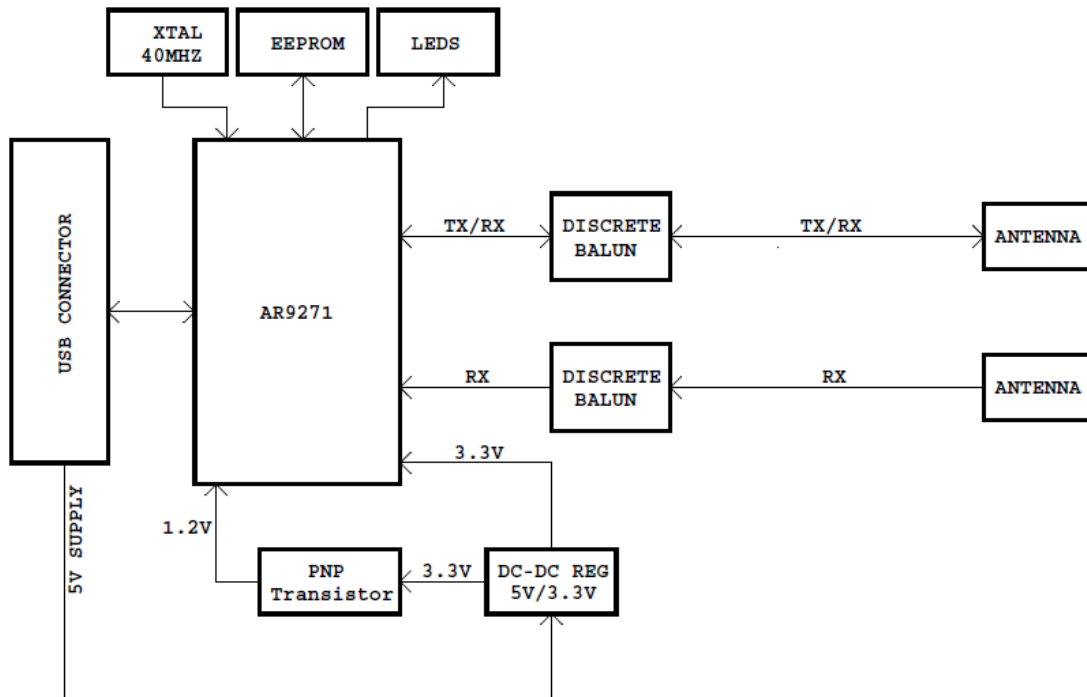 XTAL
40MHZ
EEPROM
LEDS
USB CONNECTOR
AR9271
TX/RX
DISCRETE
BALUN
TX/RX
ANTENNA
RX
DISCRETE
BALUN
RX
ANTENNA
3.3V
1.2V
5V SUPPLY
PNP
Transistor
3.3V
DC-DC REG
5V/3.3V